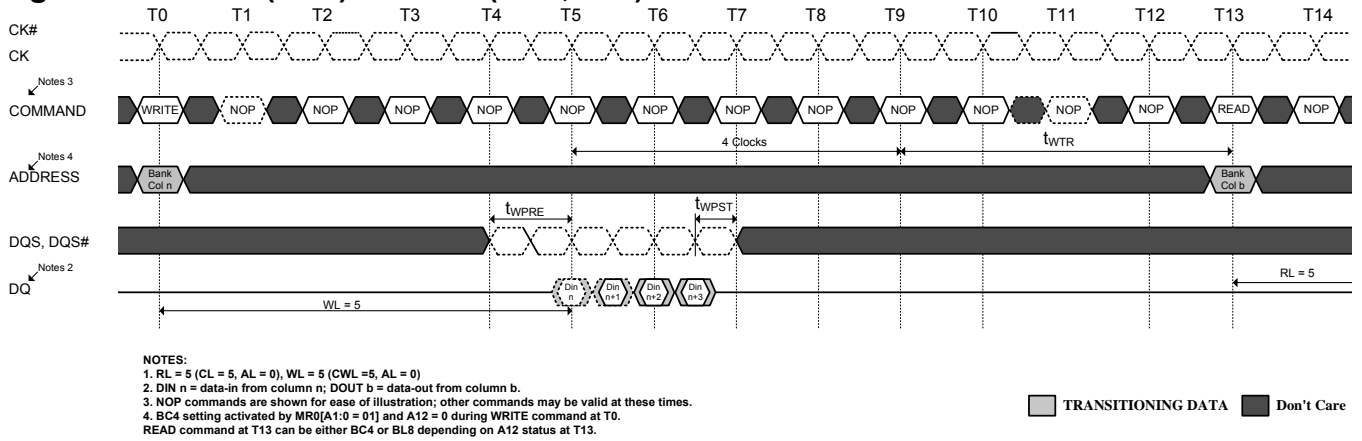 T0 T1 T2 T3 T4 T5 T6 T7 T8 T9 T10 T11 T12 T13 T14
CK#
CK
Notes 3
COMMAND
WRITE NOP NOP NOP NOP NOP NOP NOP NOP NOP NOP NOP NOP READ NOP
4 Clocks tWTR
Notes 4
ADDRESS
Bank Col n
Bank Col b
tWPRE tWPST
DQS, DQS#
Notes 2
DQ
Din n
Din n+1
Din n+2
Din n+3
RL = 5
WL = 5
NOTES:
1. RL = 5 (CL = 5, AL = 0), WL = 5 (CWL =5, AL = 0)
2. DIN n = data-in from column n; DOUT b = data-out from column b.
3. NOP commands are shown for ease of illustration; other commands may be valid at these times.
4. BC4 setting activated by MR0[A1:0 = 01] and A12 = 0 during WRITE command at T0.
READ command at T13 can be either BC4 or BL8 depending on A12 status at T13.
TRANSITIONING DATA Don't Care